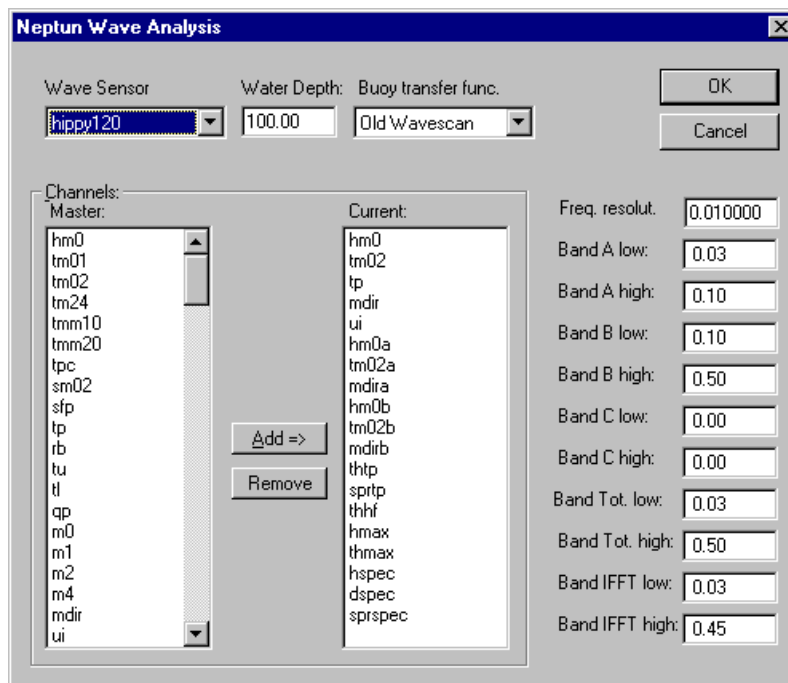 Neptun Wave Analysis
Wave Sensor
Water Depth:
Buoy transfer func.
hippy120
100.00
Old Wavescan
OK
Cancel
Channels:
Master:
hm0
tm01
tm02
tm24
tmm10
tmm20
tpc
sm02
sfp
tp
rb
tu
tl
qp
m0
m1
m2
m4
mdir
ui
Add =>
Remove
Current:
hm0
tm02
tp
mdir
ui
hm0a
tm02a
mdira
hm0b
tm02b
mdirb
thtp
sprtp
thhf
hmax
thmax
hspec
dspec
sprspec
Freq. resolut. 0.010000
Band A low: 0.03
Band A high: 0.10
Band B low: 0.10
Band B high: 0.50
Band C low: 0.00
Band C high: 0.00
Band Tot. low: 0.03
Band Tot. high: 0.50
Band IFFT low: 0.03
Band IFFT high: 0.45